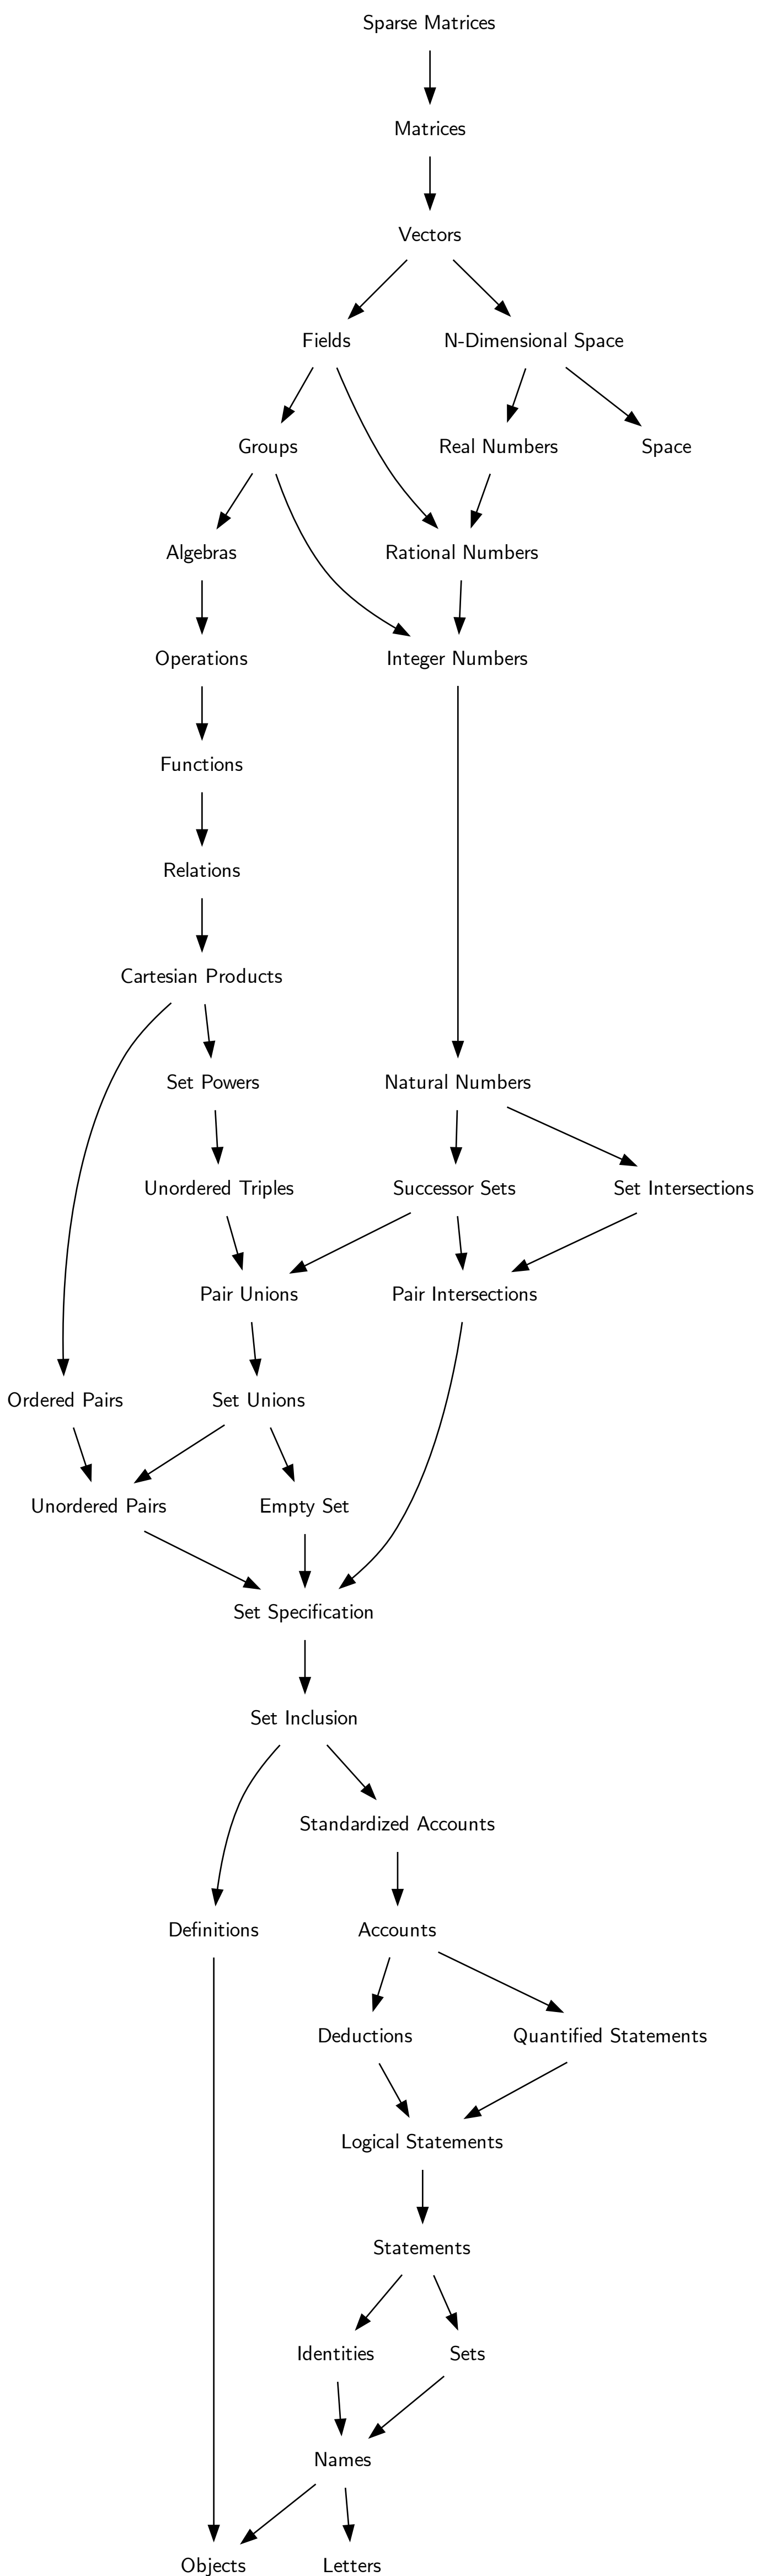 Sparse Matrices
Matrices
Vectors
Fields
N-Dimensional Space
Groups
Real Numbers
Space
Algebras
Rational Numbers
Operations
Integer Numbers
Functions
Relations
Cartesian Products
Set Powers
Natural Numbers
Unordered Triples
Successor Sets
Set Intersections
Pair Unions
Pair Intersections
Ordered Pairs
Set Unions
Unordered Pairs
Empty Set
Set Specification
Set Inclusion
Standardized Accounts
Definitions
Accounts
Deductions
Quantified Statements
Logical Statements
Statements
Identities
Sets
Names
Objects
Letters